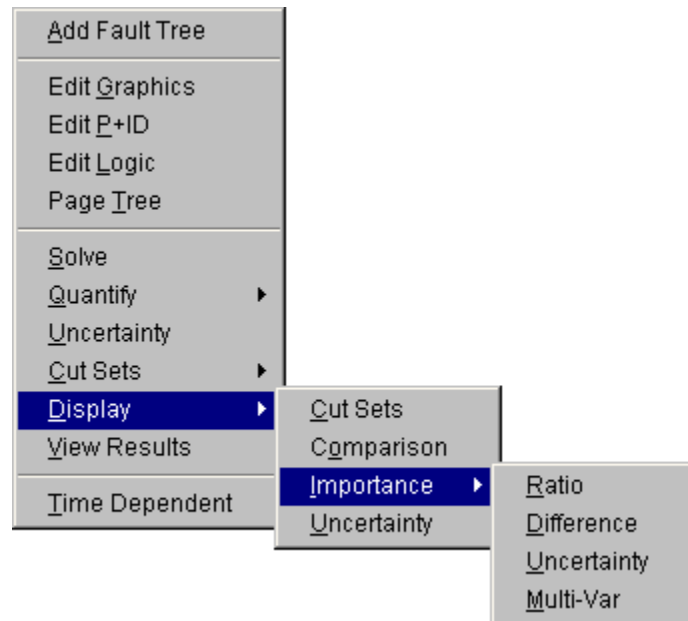 Add Fault Tree
Edit Graphics
Edit P+ID
Edit Logic
Page Tree
Solve
Quantify
Uncertainty
Cut Sets
Display
View Results
Time Dependent
Cut Sets
Comparison
Importance
Uncertainty
Ratio
Difference
Uncertainty
Multi-Var